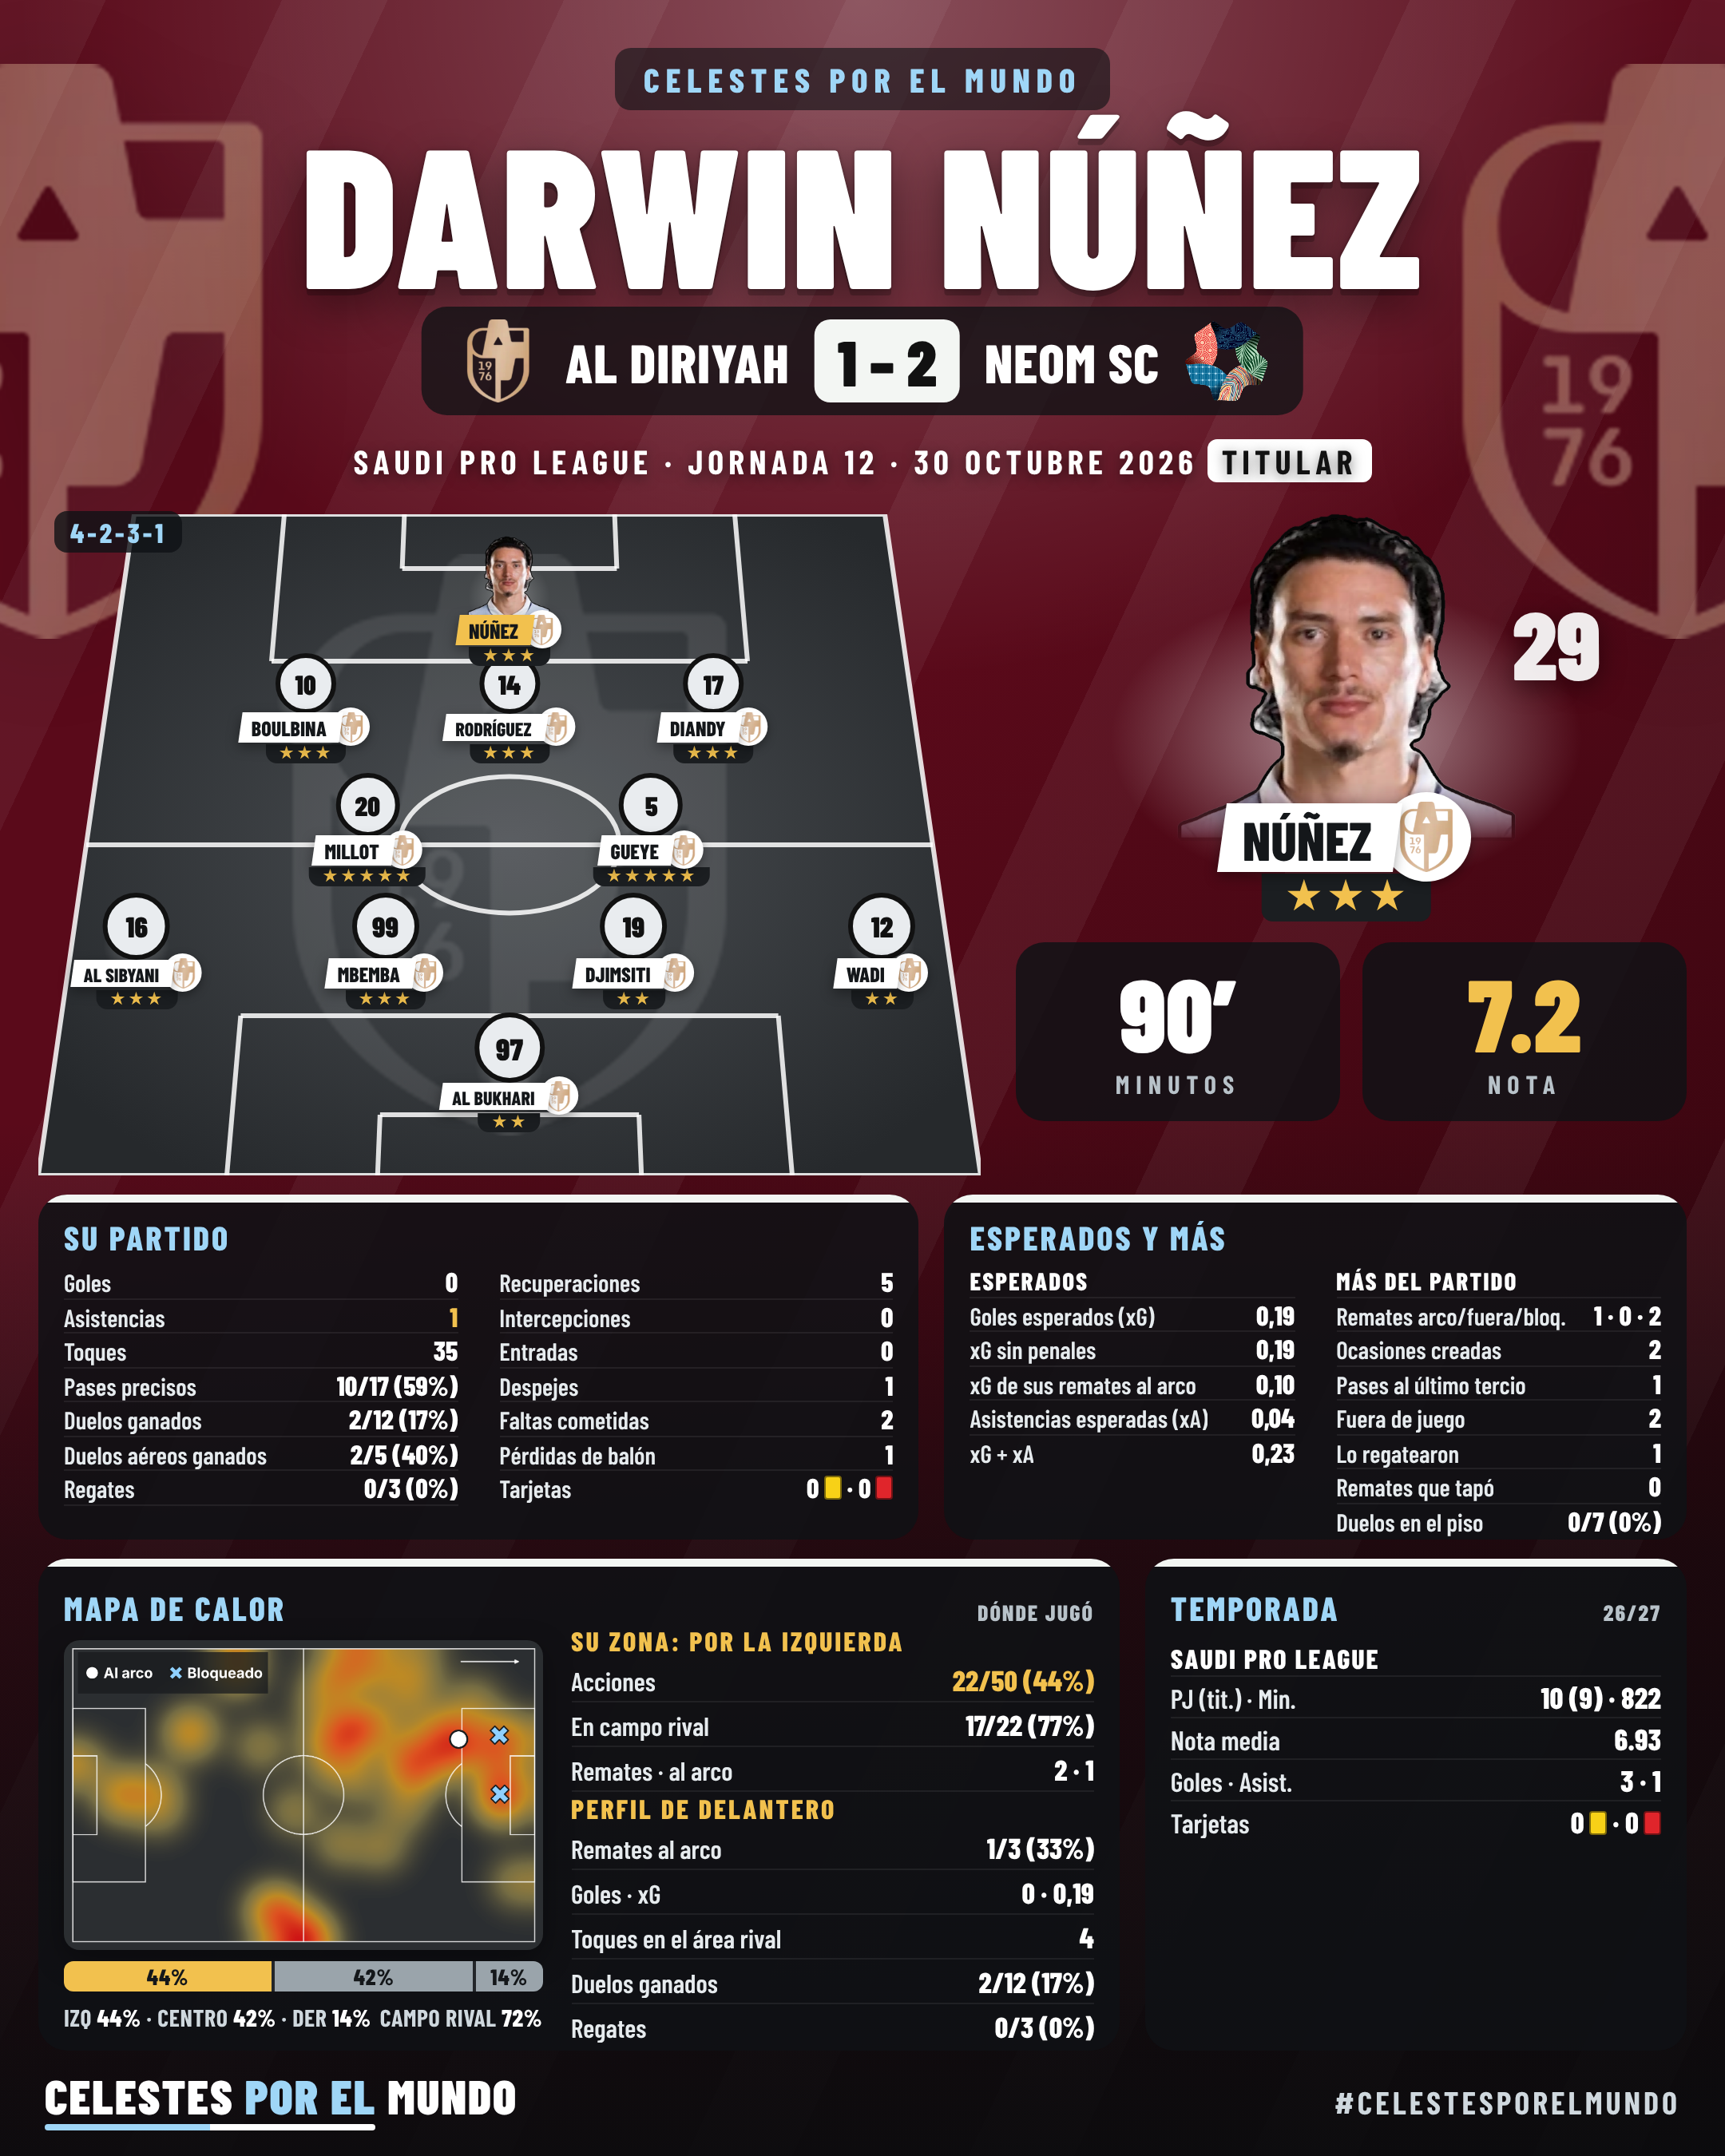 CELESTES POR EL MUNDO
DARWIN NÚÑEZ
19
76
AL DIRIYAH 1 - 2 NEOM SC
19
76
SAUDI PRO LEAGUE · JORNADA 12 · 30 OCTUBRE 2026 TITULAR
4-2-3-1
NÚÑEZ
★★★
10
BOULBINA
★★★
14
RODRÍGUEZ
★★★
17
DIANDY
★★★
20
MILLOT
★★★★★
5
GUEYE
★★★★★
16
AL SIBYANI
★★★
99
MBEMBA
★★★
19
DJIMSITI
★★
12
WADI
★★
97
AL BUKHARI
★★
29
NÚÑEZ
19
76
★★★
90′
MINUTOS
7.2
NOTA
SU PARTIDO
Goles 0
Asistencias 1
Toques 35
Pases precisos 10/17 (59%)
Duelos ganados 2/12 (17%)
Duelos aéreos ganados 2/5 (40%)
Regates 0/3 (0%)
Recuperaciones 5
Intercepciones 0
Entradas 0
Despejes 1
Faltas cometidas 2
Pérdidas de balón 1
Tarjetas 0 · 0
ESPERADOS Y MÁS
ESPERADOS
Goles esperados (xG) 0,19
xG sin penales 0,19
xG de sus remates al arco 0,10
Asistencias esperadas (xA) 0,04
xG + xA 0,23
MÁS DEL PARTIDO
Remates arco/fuera/bloq. 1 · 0 · 2
Ocasiones creadas 2
Pases al último tercio 1
Fuera de juego 2
Lo regatearon 1
Remates que tapó 0
Duelos en el piso 0/7 (0%)
MAPA DE CALOR
DÓNDE JUGÓ
Al arco Bloqueado
44% 42% 14%
IZQ 44% · CENTRO 42% · DER 14% CAMPO RIVAL 72%
SU ZONA: POR LA IZQUIERDA
Acciones 22/50 (44%)
En campo rival 17/22 (77%)
Remates · al arco 2 · 1
PERFIL DE DELANTERO
Remates al arco 1/3 (33%)
Goles · xG 0 · 0,19
Toques en el área rival 4
Duelos ganados 2/12 (17%)
Regates 0/3 (0%)
TEMPORADA 26/27
SAUDI PRO LEAGUE
PJ (tit.) · Min. 10 (9) · 822
Nota media 6.93
Goles · Asist. 3 · 1
Tarjetas 0 · 0
CELESTES POR EL MUNDO
#CELESTESPORELMUNDO